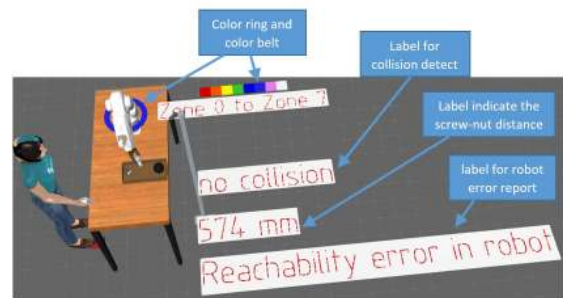 Color ring and
color belt
Label for
collision detect
Zone 0 to Zone 7
Label indicate the
screw-nut distance
no collision
label for robot
error report
574 mm
Reachability error in robot